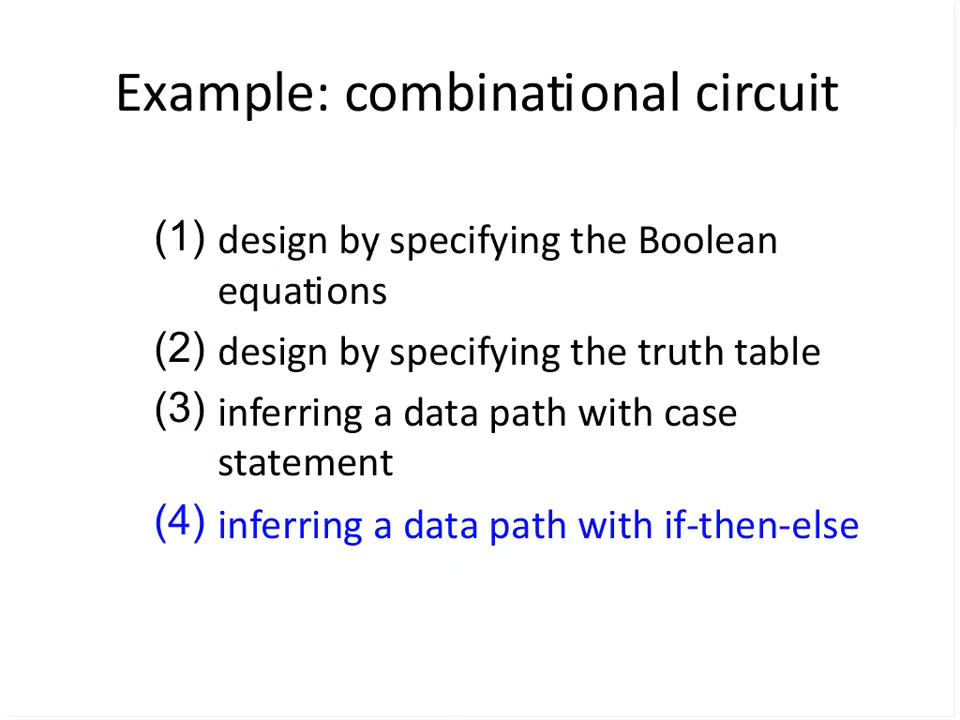 Example: combinational circuit
(1) design by specifying the Boolean
equations
(2) design by specifying the truth table
(3) inferring a data path with case
statement
(4) inferring a data path with if-then-else